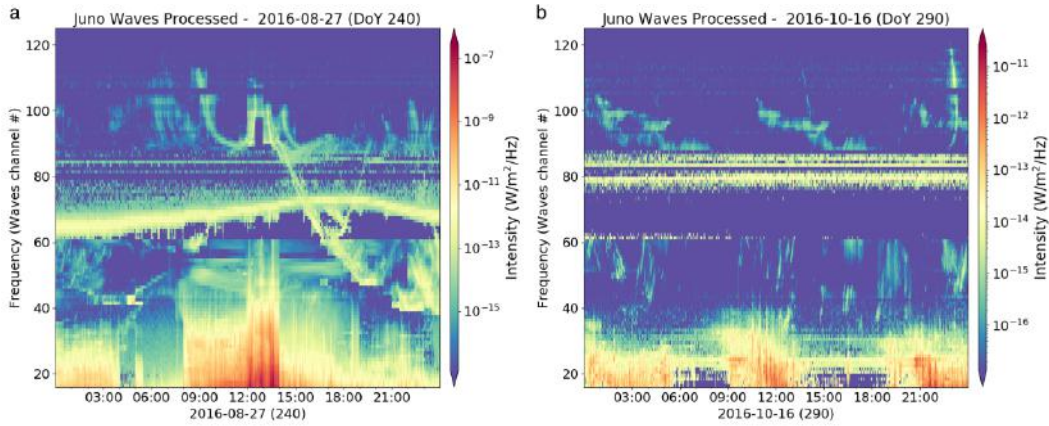 a
Juno Waves Processed - 2016-08-27 (DoY 240)
Frequency (Waves channel #)
120
100
80
60
40
20
03:00 06:00 09:00 12:00 15:00 18:00 21:00
2016-08-27 (240)
10⁻⁷
10⁻⁹
10⁻¹¹
10⁻¹³
10⁻¹⁵
Intensity (W/m²/Hz)
b
Juno Waves Processed - 2016-10-16 (DoY 290)
Frequency (Waves channel #)
120
100
80
60
40
20
03:00 06:00 09:00 12:00 15:00 18:00 21:00
2016-10-16 (290)
10⁻¹¹
10⁻¹²
10⁻¹³
10⁻¹⁴
10⁻¹⁵
10⁻¹⁶
Intensity (W/m²/Hz)